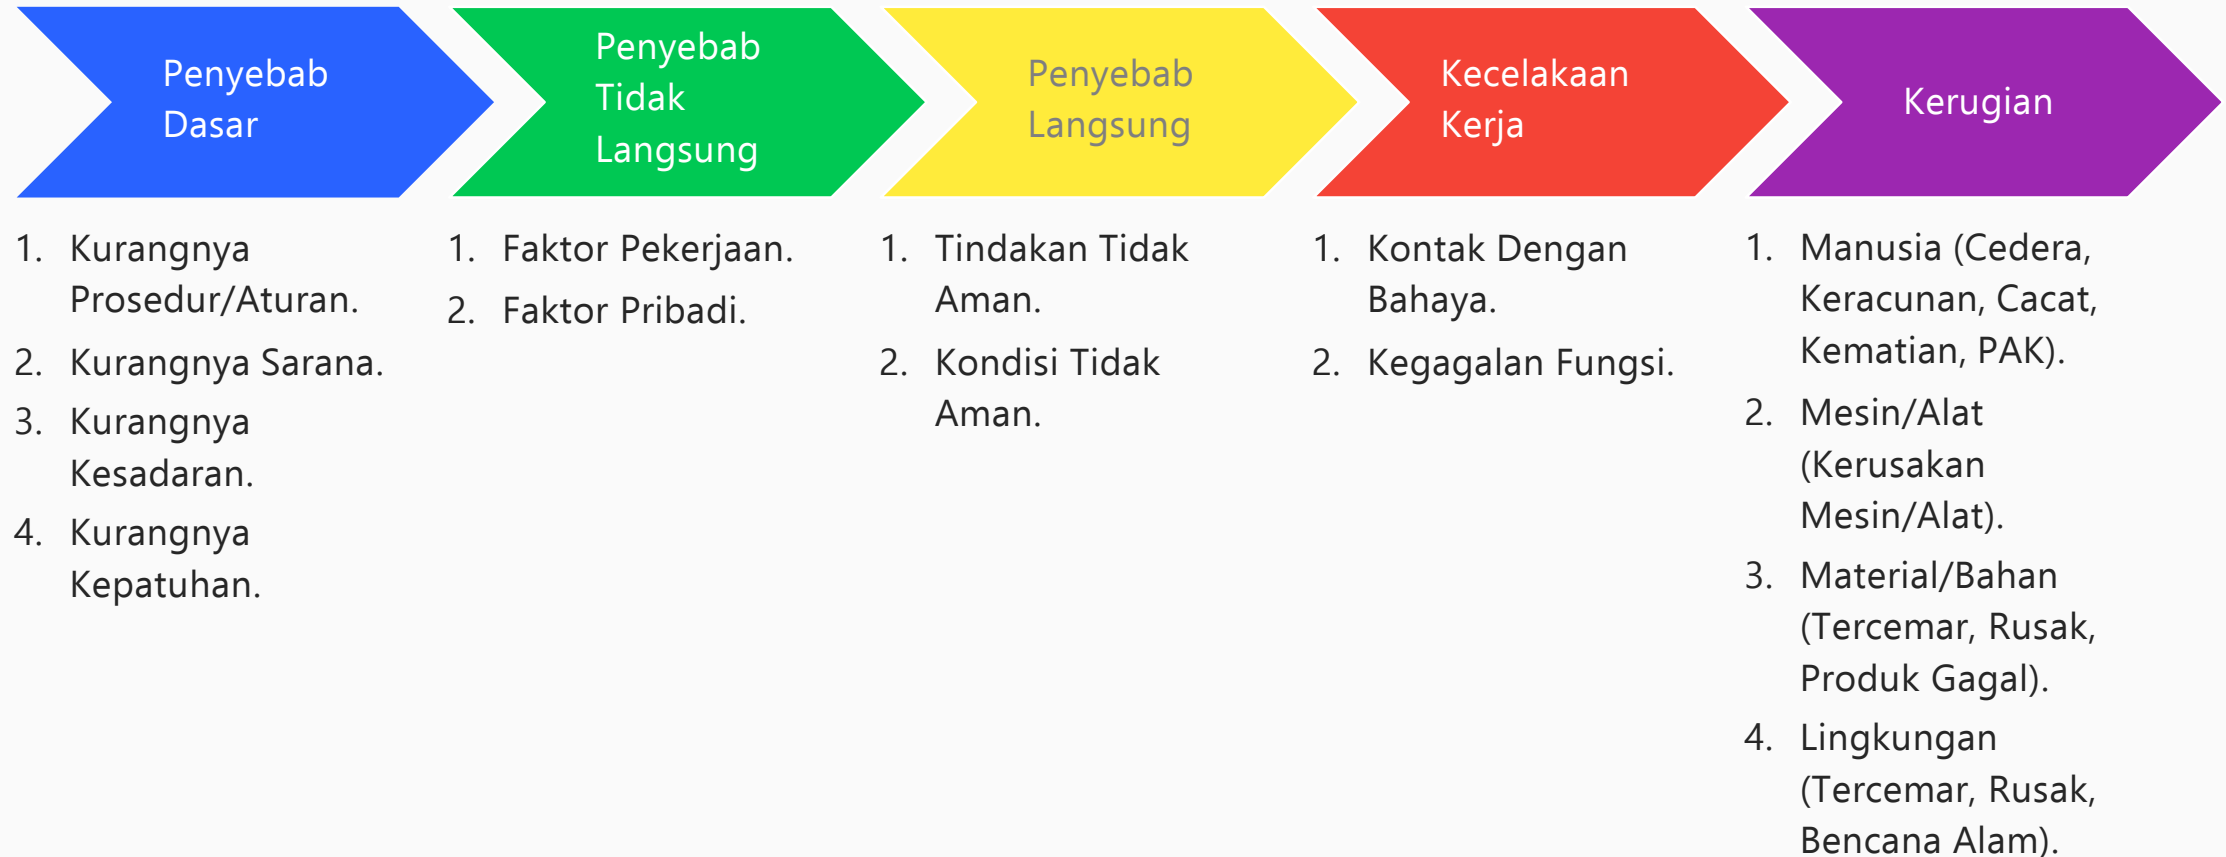 Penyebab
Dasar
Penyebab
Tidak
Langsung
Penyebab
Langsung
Kecelakaan
Kerja
Kerugian
1. Kurangnya
Prosedur/Aturan.
2. Kurangnya Sarana.
3. Kurangnya
Kesadaran.
4. Kurangnya
Kepatuhan.
1. Faktor Pekerjaan.
2. Faktor Pribadi.
1. Tindakan Tidak
Aman.
2. Kondisi Tidak
Aman.
1. Kontak Dengan
Bahaya.
2. Kegagalan Fungsi.
1. Manusia (Cedera,
Keracunan, Cacat,
Kematian, PAK).
2. Mesin/Alat
(Kerusakan
Mesin/Alat).
3. Material/Bahan
(Tercemar, Rusak,
Produk Gagal).
4. Lingkungan
(Tercemar, Rusak,
Bencana Alam).